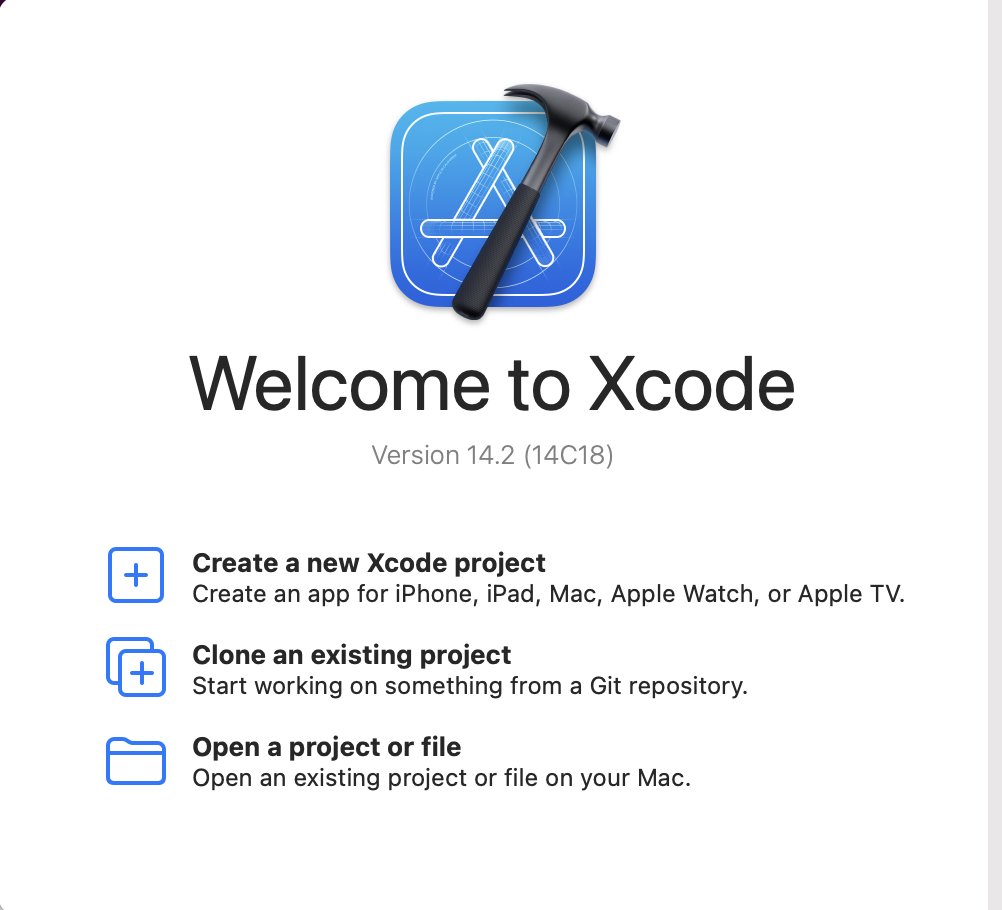 Welcome to Xcode
Version 14.2 (14C18)
Create a new Xcode project
Create an app for iPhone, iPad, Mac, Apple Watch, or Apple TV.
Clone an existing project
Start working on something from a Git repository.
Open a project or file
Open an existing project or file on your Mac.